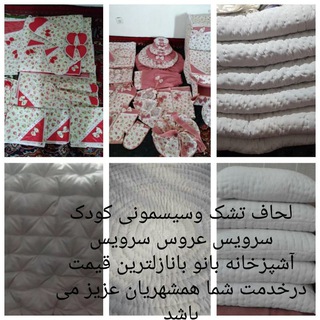 لحاف تشک وسیسمونی کودک
سرویس عروس سرویس
آشپزخانه بانو بانازلترین قیمت
درخدمت شما همشهریان عزیز می
باشد